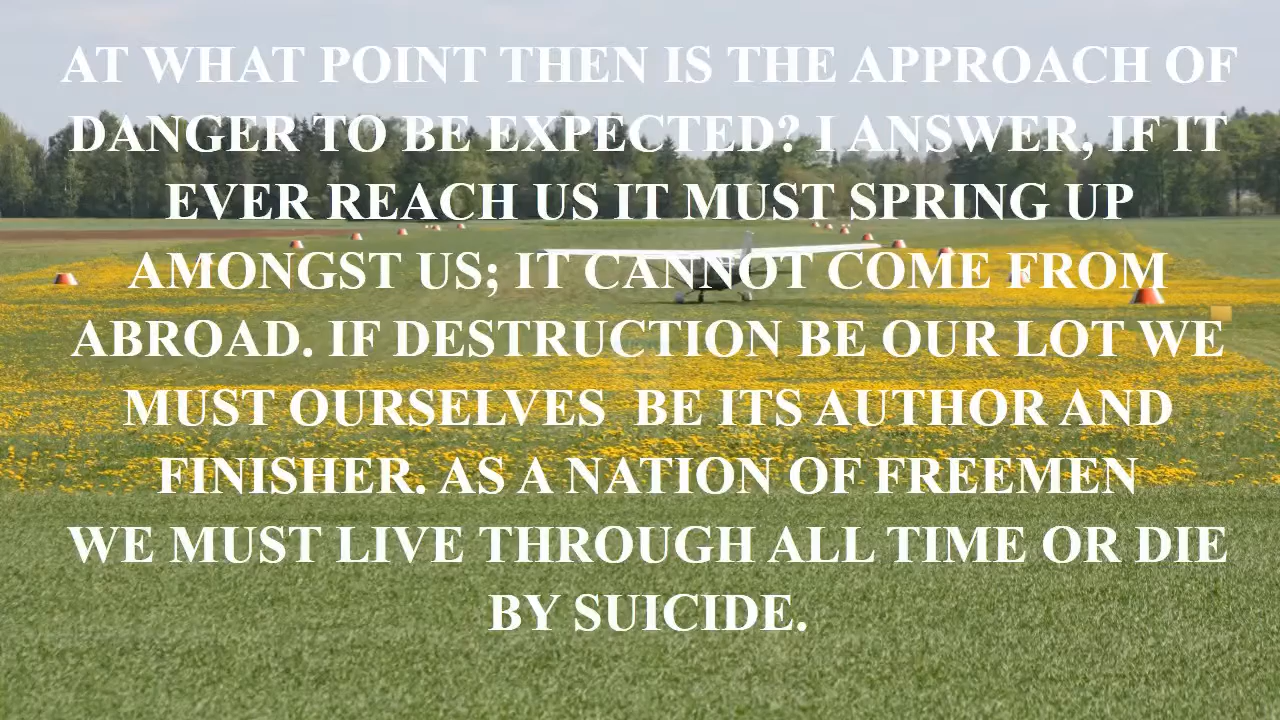 AT WHAT POINT THEN IS THE APPROACH OF
DANGER TO BE EXPECTED? I ANSWER, IF IT
EVER REACH US IT MUST SPRING UP
AMONGST US; IT CANNOT COME FROM
ABROAD. IF DESTRUCTION BE OUR LOT WE
MUST OURSELVES  BE ITS AUTHOR AND
FINISHER. AS A NATION OF FREEMEN
WE MUST LIVE THROUGH ALL TIME OR DIE
BY SUICIDE.